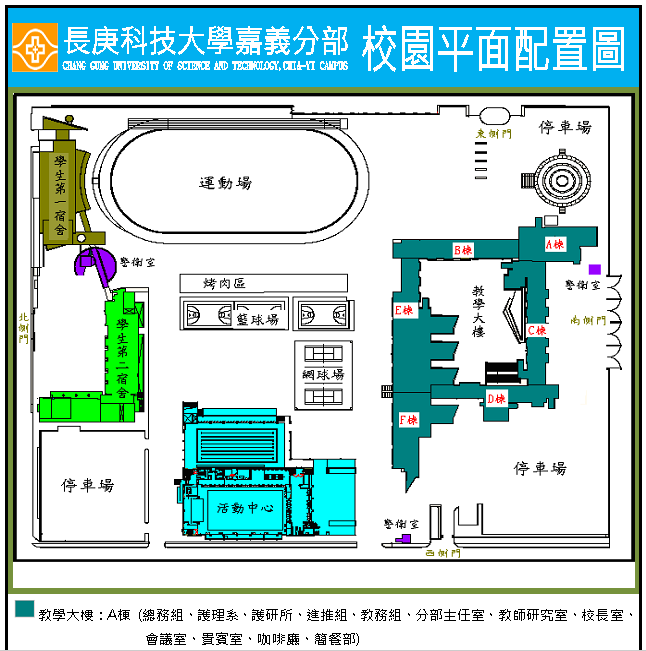 長庚科技大學嘉義分部 校園平面配置圖
CHANG GUNG UNIVERSITY OF SCIENCE AND TECHNOLOGY,CHIA-YI CAMPUS
東側門
停車場
學生第一宿舍
運動場
A棟
B棟
警衛室
警衛室
烤肉區
教學大樓
E棟
籃球場
C棟
南側門
北側門
學生第二宿舍
網球場
D棟
F棟
停車場
停車場
活動中心
警衛室
西側門
教學大樓：A棟 (總務組、護理系、護研所、進推組、教務組、分部主任室、教師研究室、校長室、
會議室、貴賓室、咖啡廳、簡餐部)